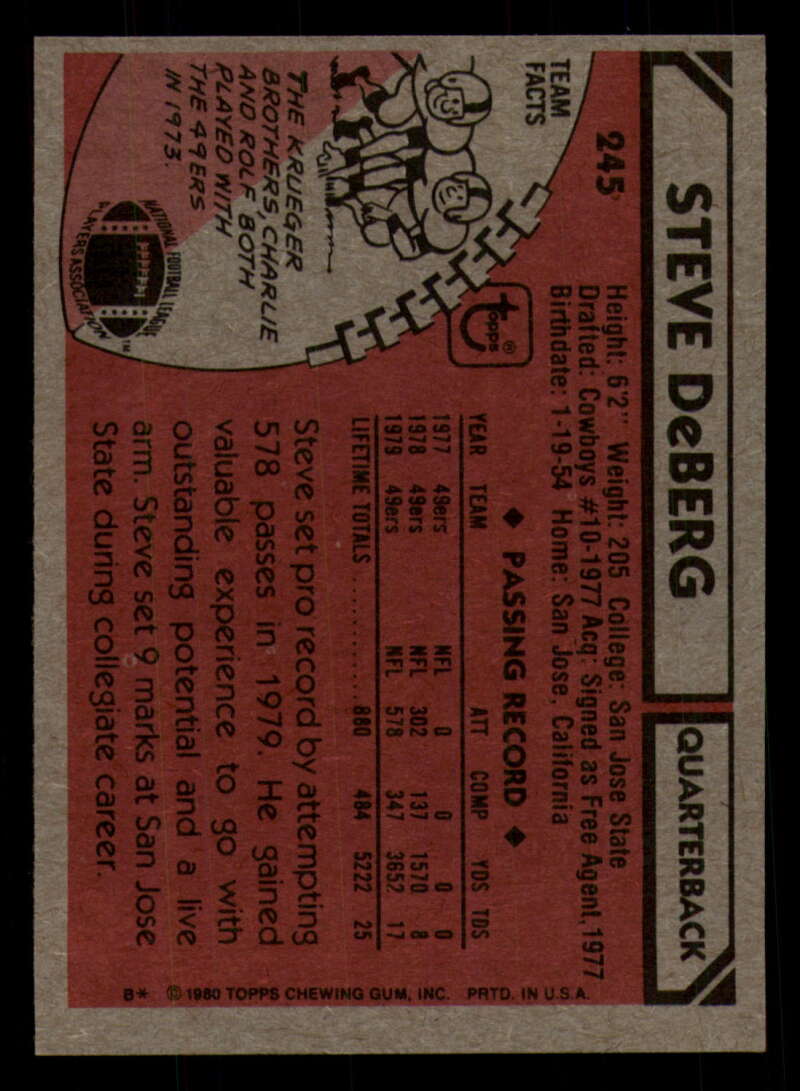 STEVE DeBERG
QUARTERBACK
245
Height: 6'2" Weight: 205 College: San Jose State
Drafted: Cowboys #10-1977 Acq: Signed as Free Agent, 1977
Birthdate: 1-19-54 Home: San Jose, California
TEAM
FACTS
THE KRUEGER
BROTHERS, CHARLIE
AND ROLF BOTH
PLAYED WITH
THE 49ERS
IN 1973.
NATIONAL FOOTBALL LEAGUE
PLAYERS ASSOCIATION™
topps®
◆ PASSING RECORD ◆
YEAR TEAM ATT COMP YDS TDS
1977 49ers NFL 0 0 0 0
1978 49ers NFL 302 137 1570 8
1979 49ers NFL 578 347 3652 17
LIFETIME TOTALS ............ 880 484 5222 25
Steve set pro record by attempting
578 passes in 1979. He gained
valuable experience to go with
outstanding potential and a live
arm. Steve set 9 marks at San Jose
State during collegiate career.
B* © 1980 TOPPS CHEWING GUM, INC. PRTD. IN U.S.A.